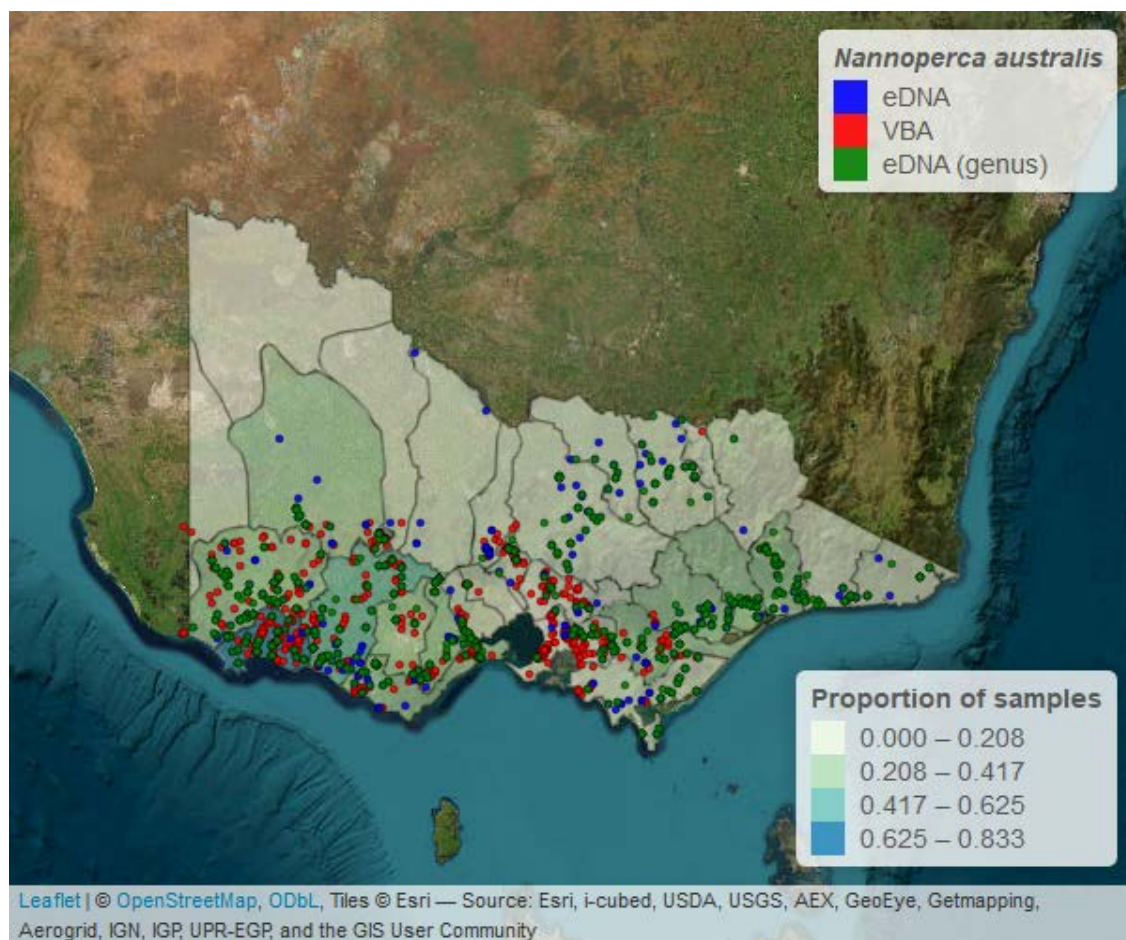 Nannoperca australis
eDNA
VBA
eDNA (genus)
Proportion of samples
0.000 – 0.208
0.208 – 0.417
0.417 – 0.625
0.625 – 0.833
Leaflet | © OpenStreetMap, ODbL, Tiles © Esri — Source: Esri, i-cubed, USDA, USGS, AEX, GeoEye, Getmapping,
Aerogrid, IGN, IGP, UPR-EGP, and the GIS User Community